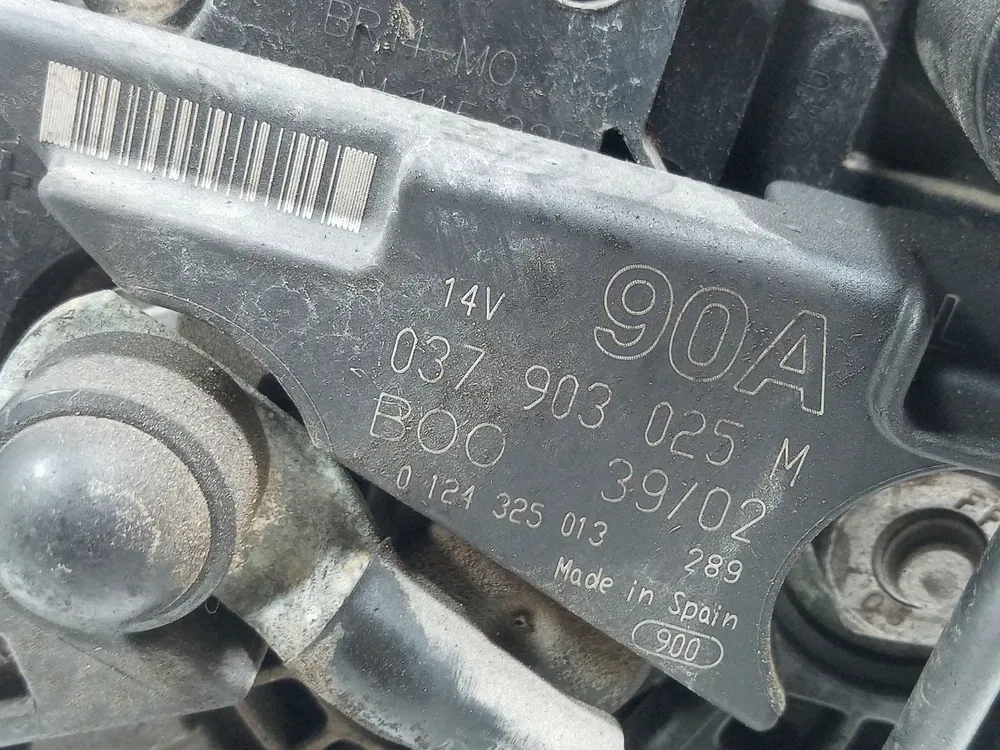 14V 90A
037 903 025 M
BOO 39/02
0 124 325 013 289
Made in Spain
900